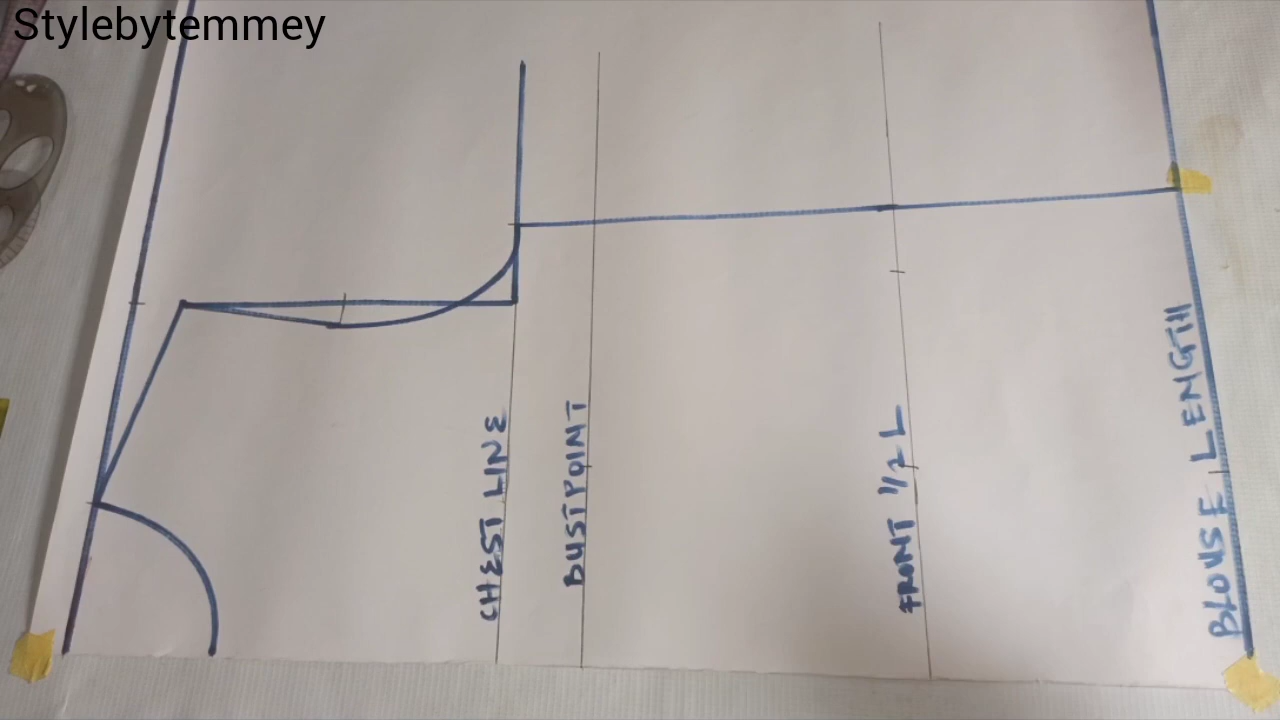 Stylebytemmey
CHEST LINE
BUSTPOINT
FRONT 1/2 L
BLOUSE LENGTH